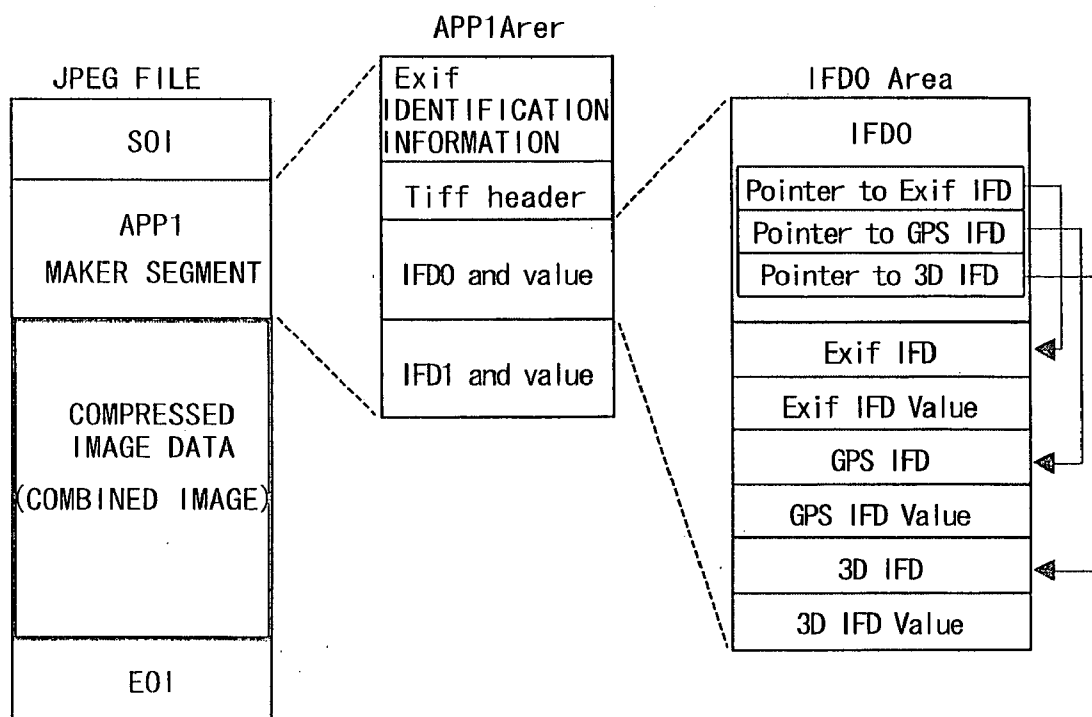 JPEG FILE
SOI
APP1
MAKER SEGMENT
COMPRESSED
IMAGE DATA
(COMBINED IMAGE)
EOI
APP1Arer
Exif
IDENTIFICATION
INFORMATION
Tiff header
IFD0 and value
IFD1 and value
IFD0 Area
IFD0
Pointer to Exif IFD
Pointer to GPS IFD
Pointer to 3D IFD
Exif IFD
Exif IFD Value
GPS IFD
GPS IFD Value
3D IFD
3D IFD Value